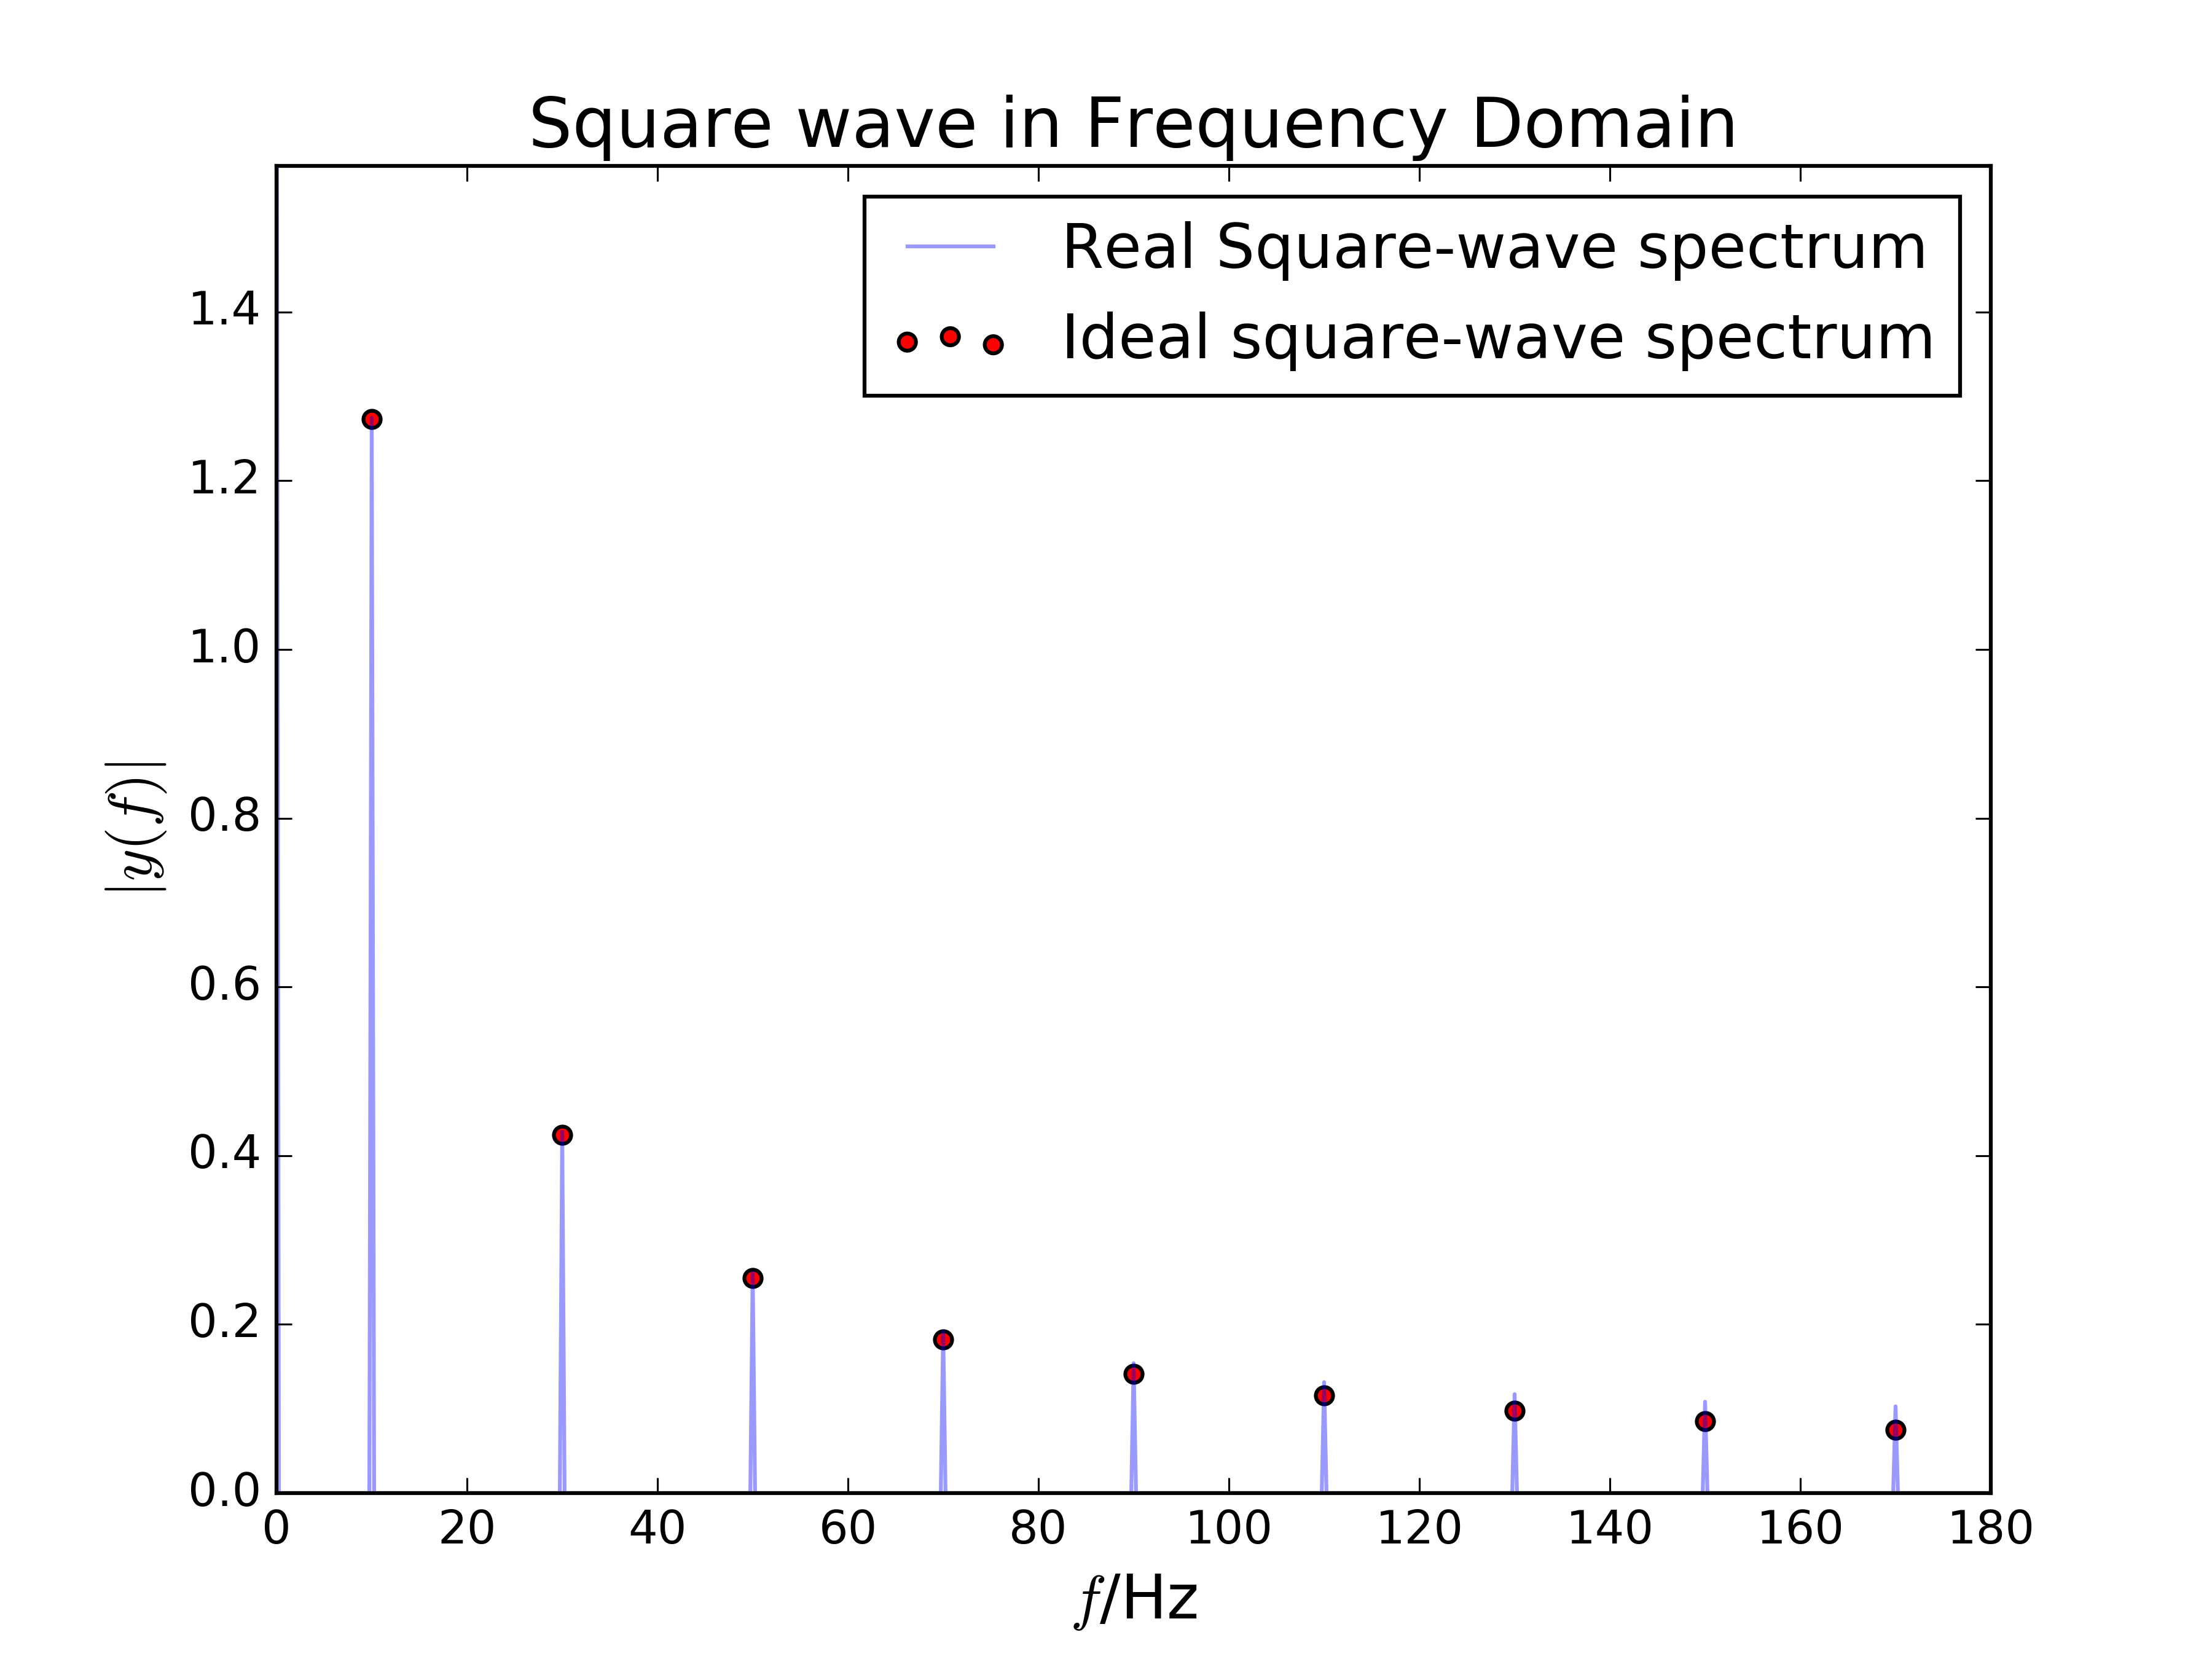 Square wave in Frequency Domain
Real Square-wave spectrum
Ideal square-wave spectrum
|y(f)|
1.4
1.2
1.0
0.8
0.6
0.4
0.2
0.0
0 20 40 60 80 100 120 140 160 180
f/Hz